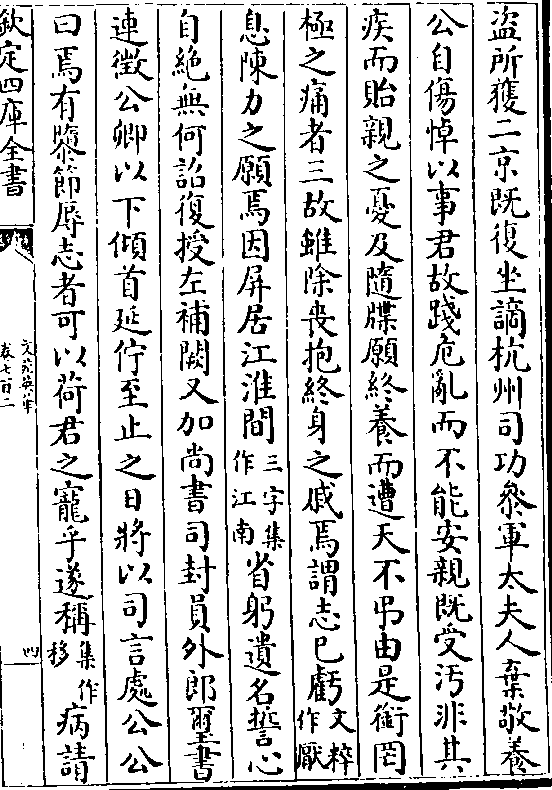 盜所獲二京既復坐謫杭州司功參軍太夫人棄敬養
公自傷悼以事君故踐危亂而不能安親既受汚非其
疾而貽親之憂及隨牒願終養而遭天不弔由是銜罔
極之痛者三故雖除喪抱終身之戚焉謂志已虧文粹作厭
息陳力之願焉因屏居江淮間三字集作江南省躬遺名誓心
自絶無何詔復授左補闕又加尚書司封員外郎璽書
連徵公卿以下傾首延佇至止之日將以司言處公公
曰焉有隳節辱志者可以荷君之寵乎遂稱集作移病請
欽定四庫全書
文苑英華
卷七百二
四